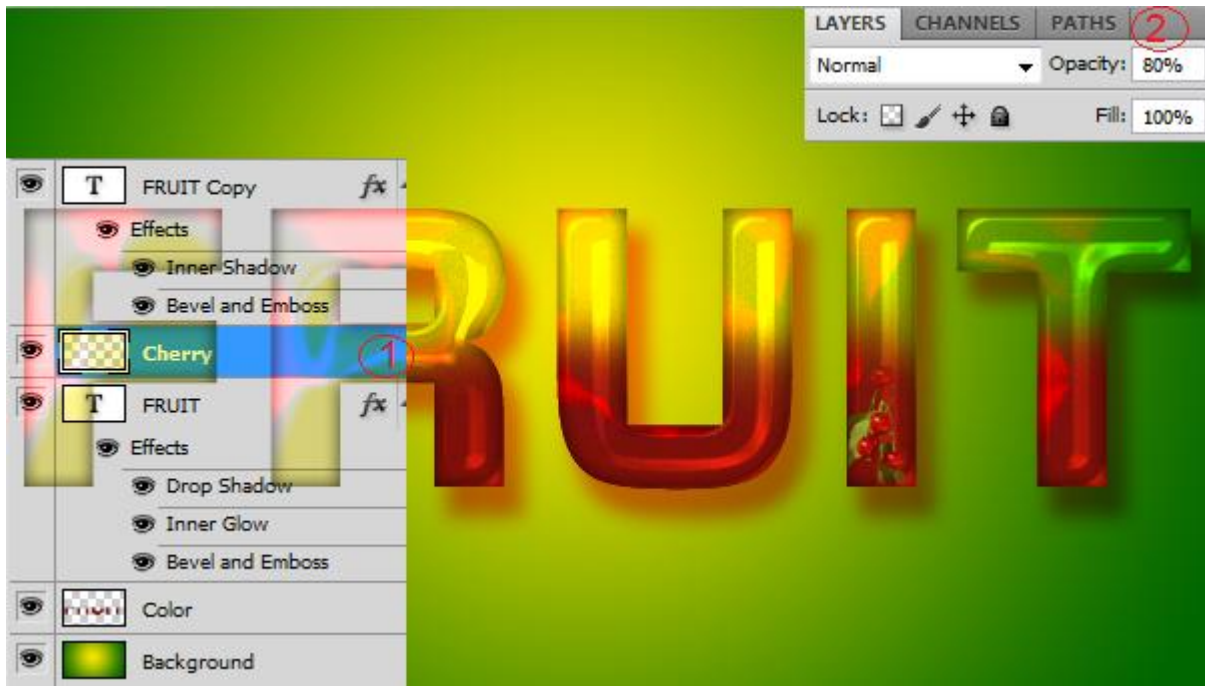 LAYERS CHANNELS PATHS 2
Normal Opacity: 80%
Lock: Fill: 100%
T FRUIT Copy fx
Effects
Inner Shadow
Bevel and Emboss
Cherry 1
T FRUIT fx
Effects
Drop Shadow
Inner Glow
Bevel and Emboss
Color
Background
FRUIT